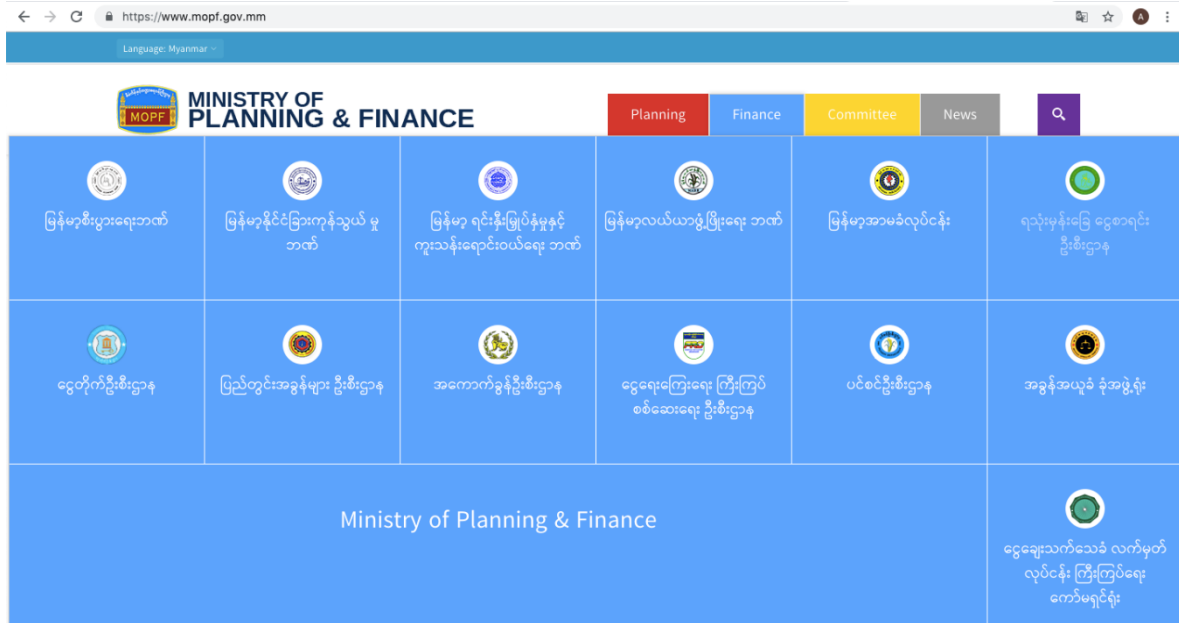 https://www.mopf.gov.mm
A
Language: Myanmar
MOPF
MINISTRY OF
PLANNING & FINANCE
Planning
Finance
Committee
News
မြန်မာ့စီးပွားရေးဘဏ်
မြန်မာ့နိုင်ငံခြားကုန်သွယ် မှု
ဘဏ်
မြန်မာ့ ရင်းနှီးမြှုပ်နှံမှုနှင့်
ကူးသန်းရောင်းဝယ်ရေး ဘဏ်
မြန်မာ့လယ်ယာဖွံ့ဖြိုးရေး ဘဏ်
မြန်မာ့အာမခံလုပ်ငန်း
ရသုံးမှန်းခြေ ငွေစာရင်း
ဦးစီးဌာန
ငွေတိုက်ဦးစီးဌာန
ပြည်တွင်းအခွန်များ ဦးစီးဌာန
အကောက်ခွန်ဦးစီးဌာန
ငွေရေးကြေးရေး ကြီးကြပ်
စစ်ဆေးရေး ဦးစီးဌာန
ပင်စင်ဦးစီးဌာန
အခွန်အယူခံ ခုံအဖွဲ့ရုံး
Ministry of Planning & Finance
ငွေချေးသက်သေခံ လက်မှတ်
လုပ်ငန်း ကြီးကြပ်ရေး
ကော်မရှင်ရုံး